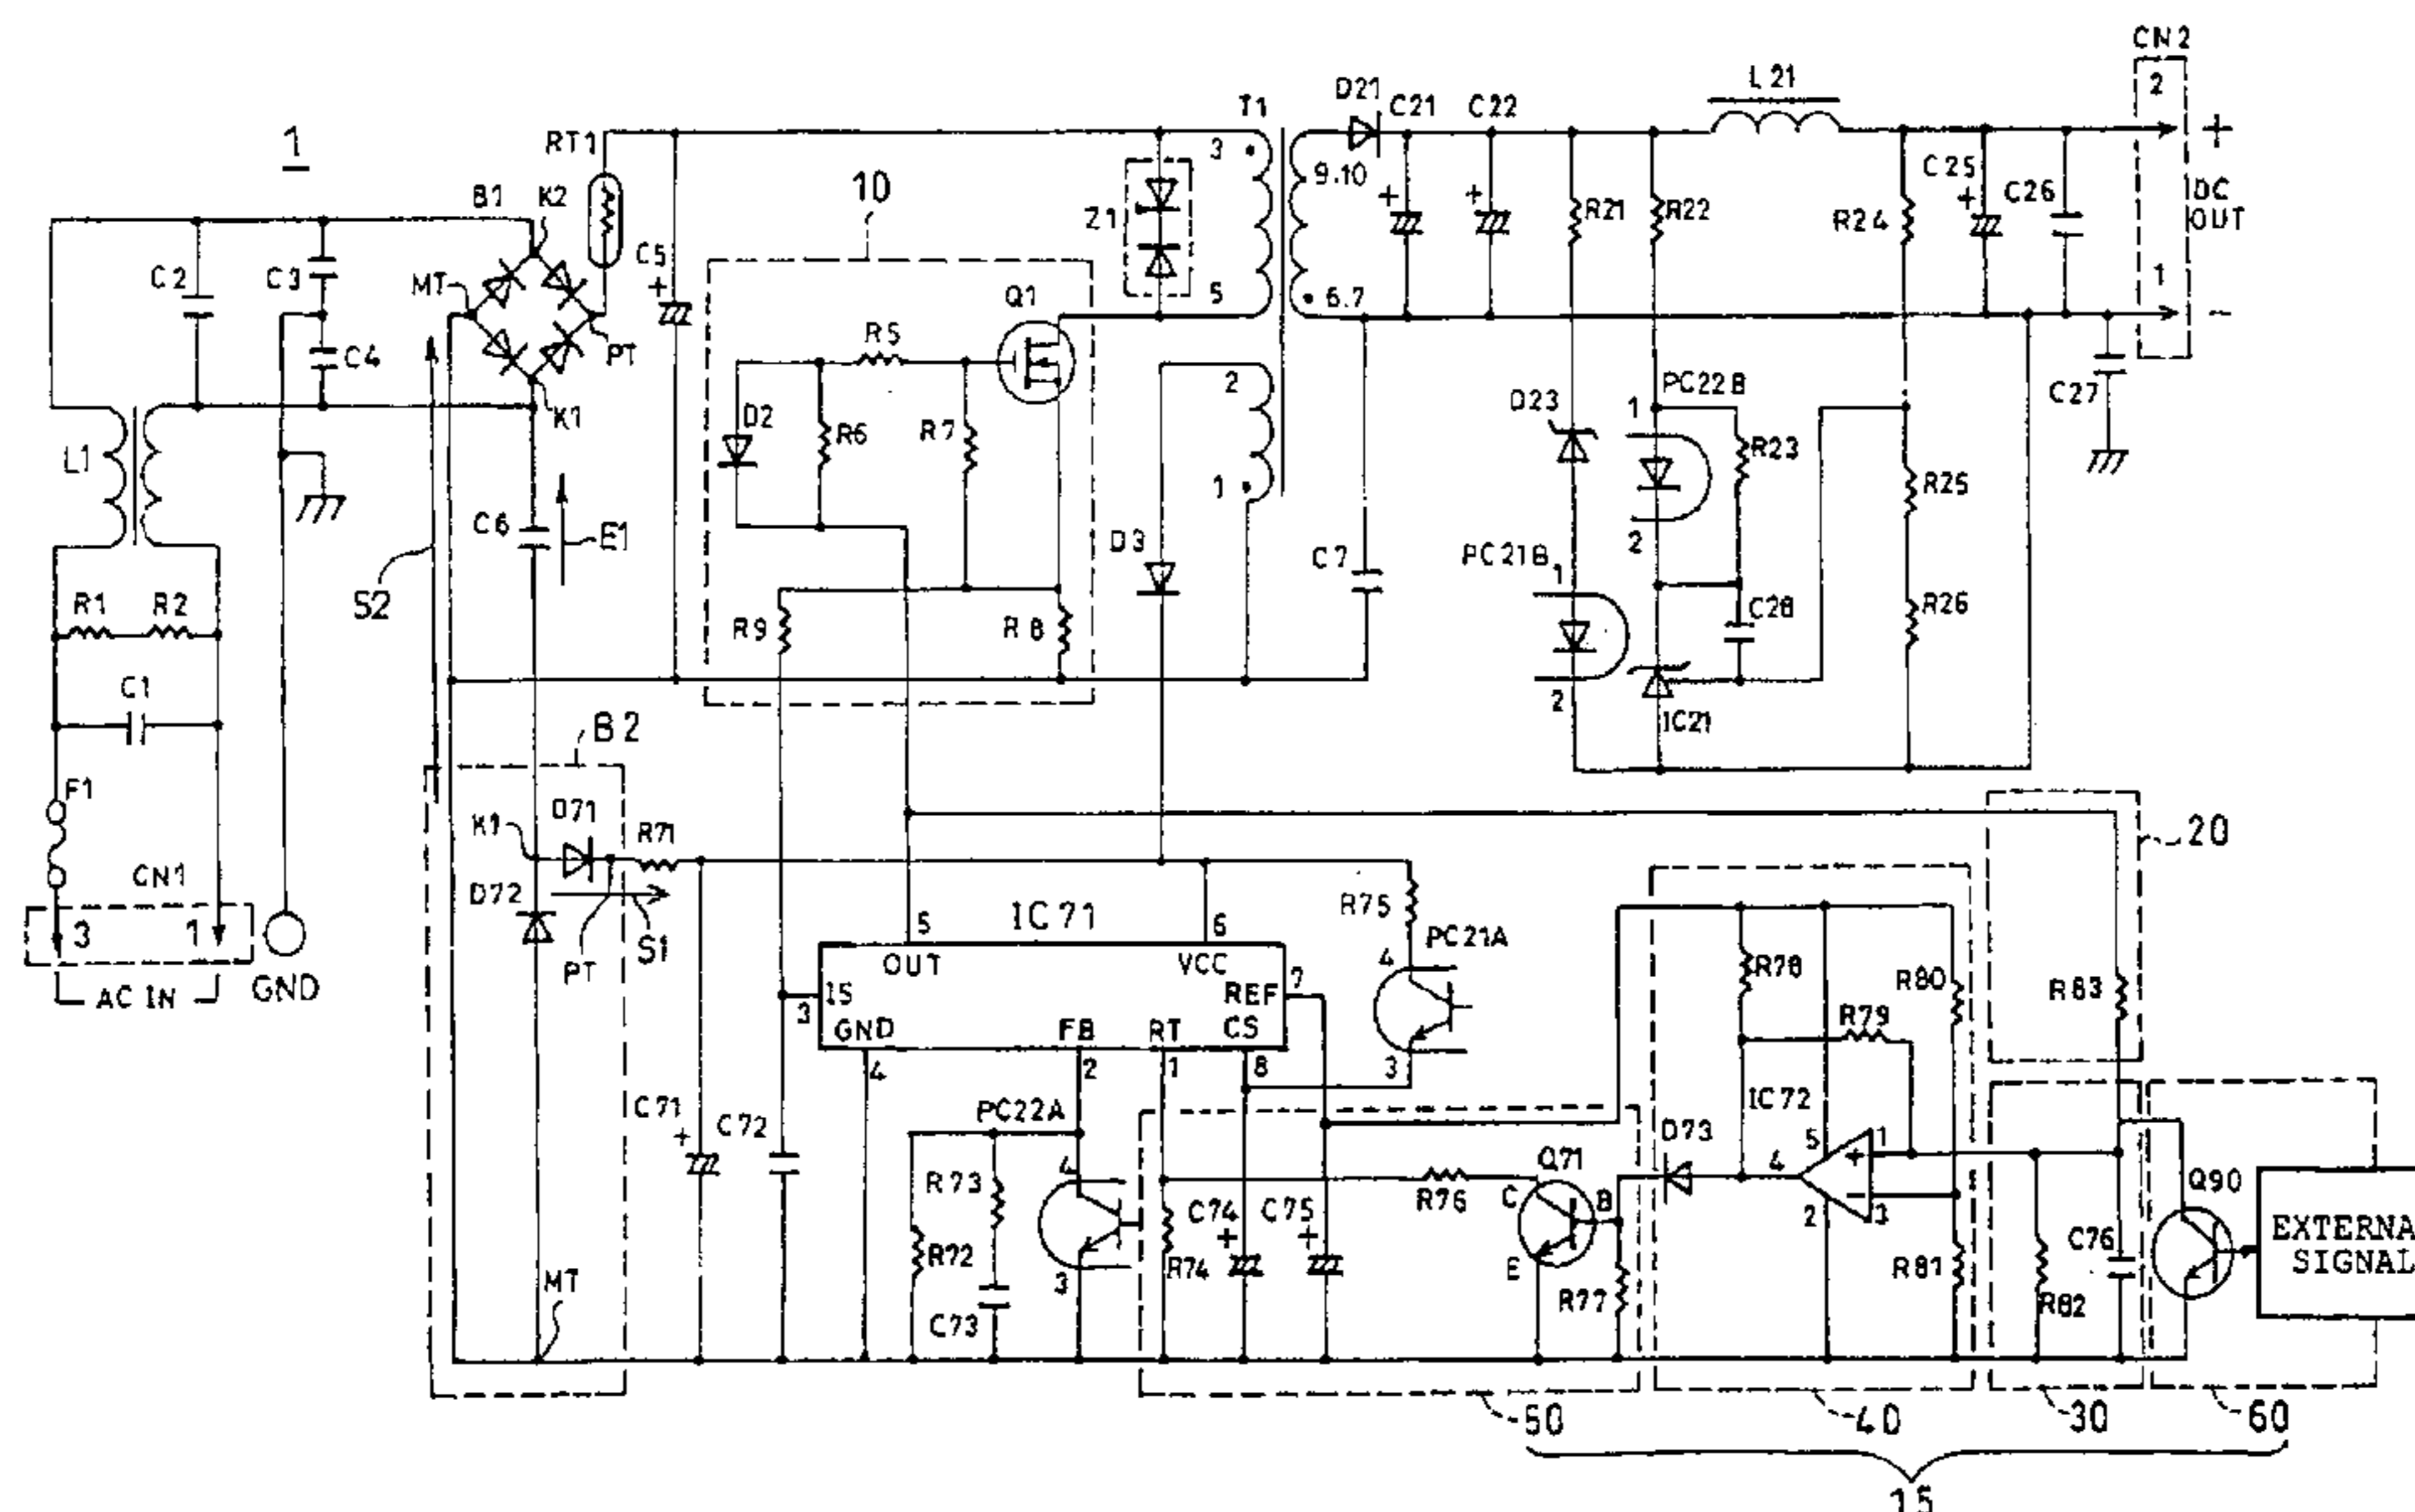 CN2
L21
2
D21
C21
C22
T1
+
3
1
RT1
10
9.10
C25
C26
DC
OUT
B1
K2
Z1
R21
R22
R24
C2
C3
C5
+
+
+
+
MT
Q1
5
6.7
1
-
C4
PT
R5
PC22B
C27
K1
D2
R6
R7
2
D23
1
R23
L1
1
R25
C6
E1
D3
C7
PC21B
1
2
S2
R26
R1
R2
R9
R8
C28
C1
2
IC21
B2
F1
K1
D71
R71
20
CN1
D72
3
1
PT
S1
5
IC71
6
R75
PC21A
4
OUT
VCC
7
R78
R80
R83
AC IN
GND
3
IS
REF
R79
GND
FB
RT
CS
4
2
1
8
3
IC72
C71
+
C72
PC22A
D73
5
1
4
+
-
Q71
Q90
R73
4
C
B
R76
2
3
C74
+
C75
+
C76
EXTERNA
SIGNAL
R72
R74
E
R77
R81
R82
MT
3
C73
50
40
30
60
15